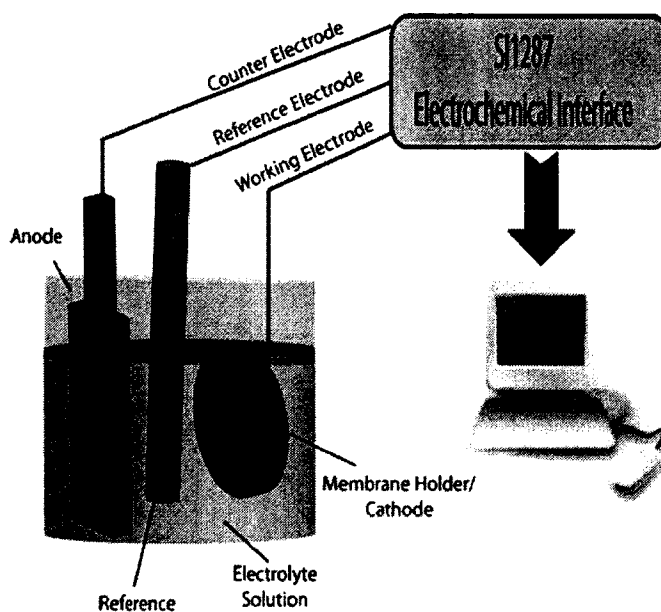 Counter Electrode
Reference Electrode
Working Electrode
SI1287
Electrochemical Interface
Anode
Membrane Holder/
Cathode
Electrolyte
Solution
Reference